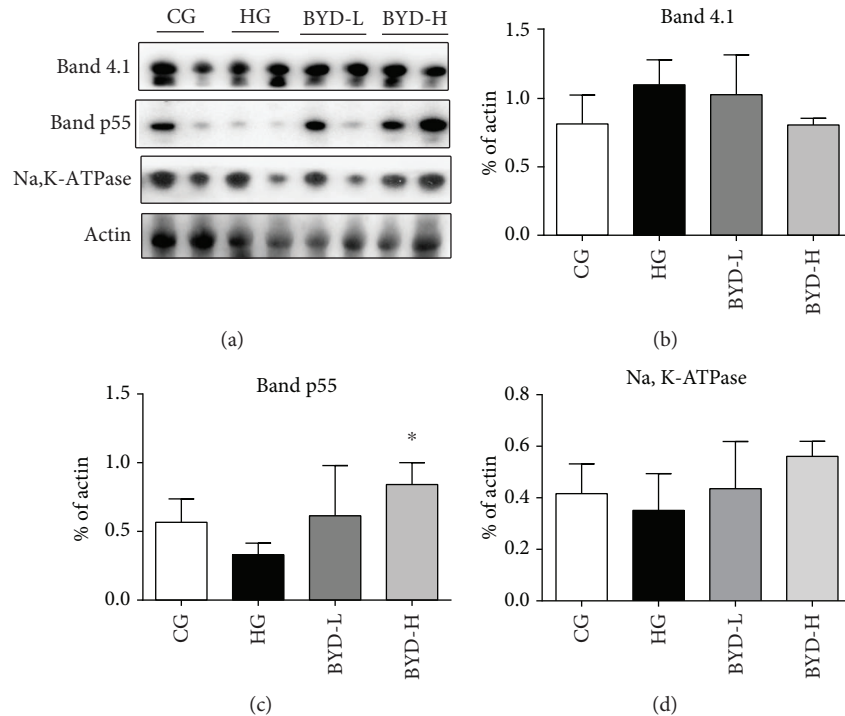 CG HG BYD-L BYD-H
Band 4.1
Band p55
Na,K-ATPase
Actin
(a)
Band 4.1
% of actin
1.5
1.0
0.5
0.0
CG HG BYD-L BYD-H
(b)
Band p55
% of actin
1.5
1.0
0.5
0.0
*
CG HG BYD-L BYD-H
(c)
Na, K-ATPase
% of actin
0.8
0.6
0.4
0.2
0.0
CG HG BYD-L BYD-H
(d)